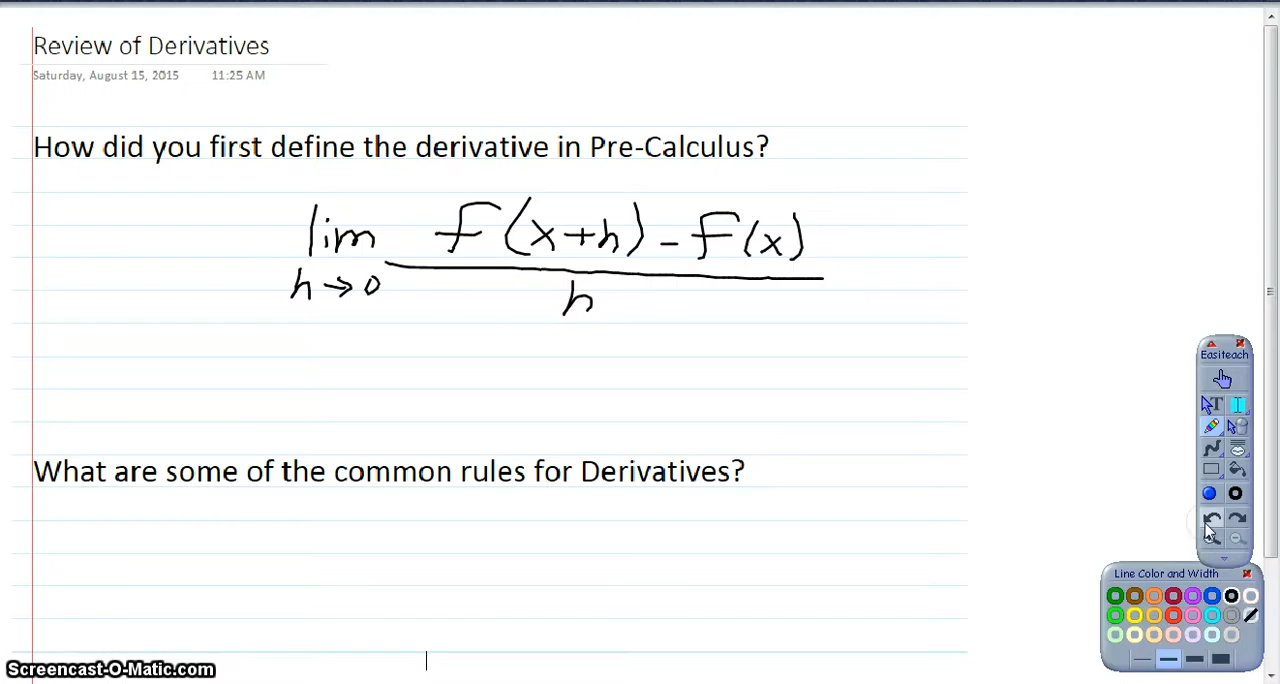 Review of Derivatives
Saturday, August 15, 2015 11:25 AM
How did you first define the derivative in Pre-Calculus?
lim f(x+h) - f(x)
h→0 h
Easiteach
What are some of the common rules for Derivatives?
Line Color and Width
Screencast-O-Matic.com